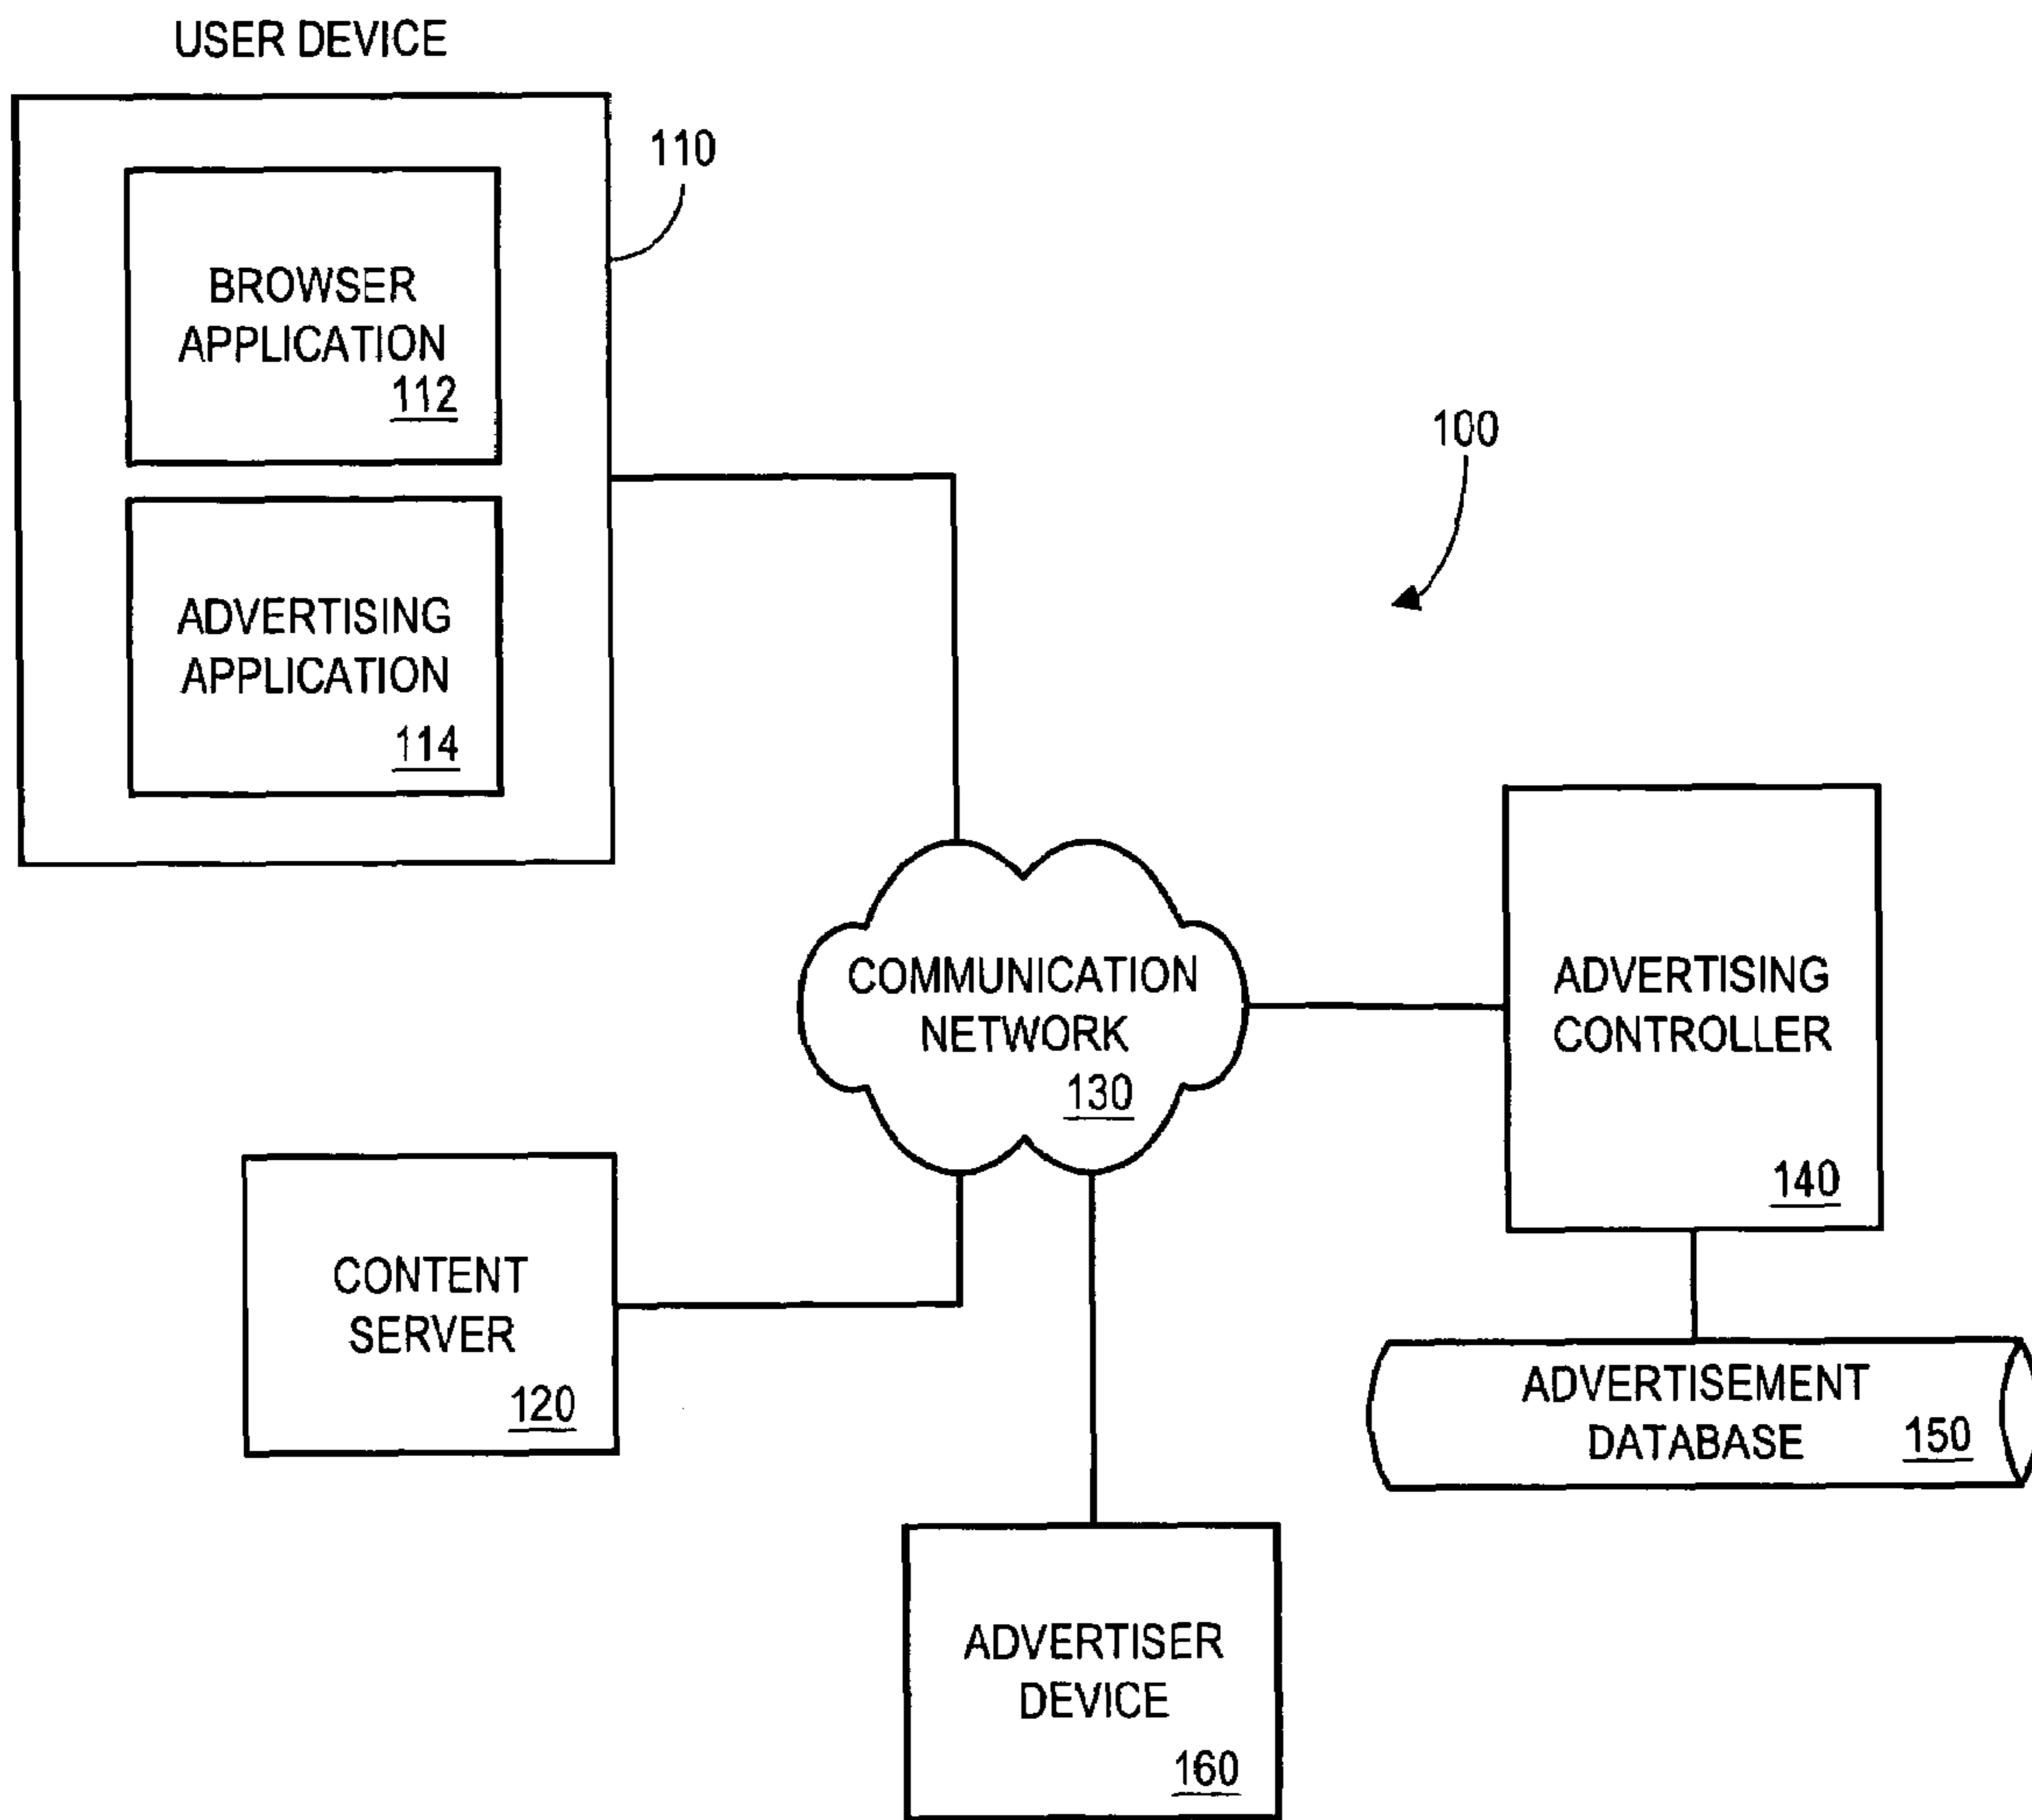 USER DEVICE
110
BROWSER
APPLICATION
112
100
ADVERTISING
APPLICATION
114
COMMUNICATION
NETWORK
130
ADVERTISING
CONTROLLER
140
CONTENT
SERVER
120
ADVERTISEMENT
DATABASE
150
ADVERTISER
DEVICE
160